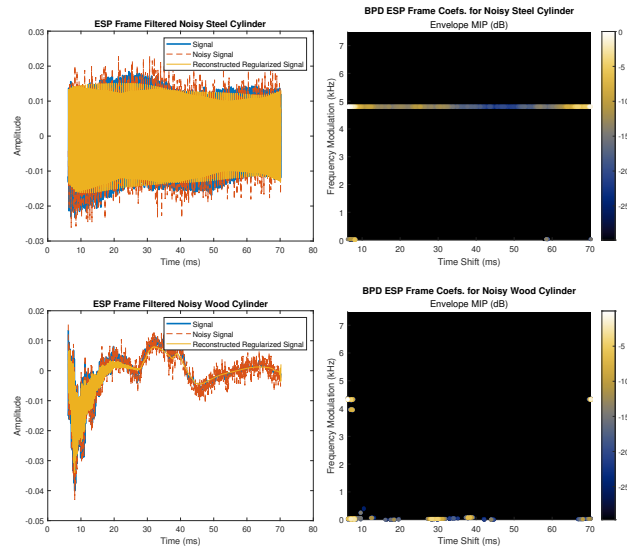 ESP Frame Filtered Noisy Steel Cylinder
Signal
Noisy Signal
Reconstructed Regularized Signal
0.03
0.02
0.01
0
-0.01
-0.02
-0.03
Amplitude
0 10 20 30 40 50 60 70 80
Time (ms)
BPD ESP Frame Coefs. for Noisy Steel Cylinder
Envelope MIP (dB)
7
6
5
4
3
2
1
0
Frequency Modulation (kHz)
10 20 30 40 50 60 70
Time Shift (ms)
0
-5
-10
-15
-20
-25
ESP Frame Filtered Noisy Wood Cylinder
Signal
Noisy Signal
Reconstructed Regularized Signal
0.02
0.01
0
-0.01
-0.02
-0.03
-0.04
-0.05
Amplitude
0 10 20 30 40 50 60 70 80
Time (ms)
BPD ESP Frame Coefs. for Noisy Wood Cylinder
Envelope MIP (dB)
7
6
5
4
3
2
1
0
Frequency Modulation (kHz)
10 20 30 40 50 60 70
Time Shift (ms)
-5
-10
-15
-20
-25